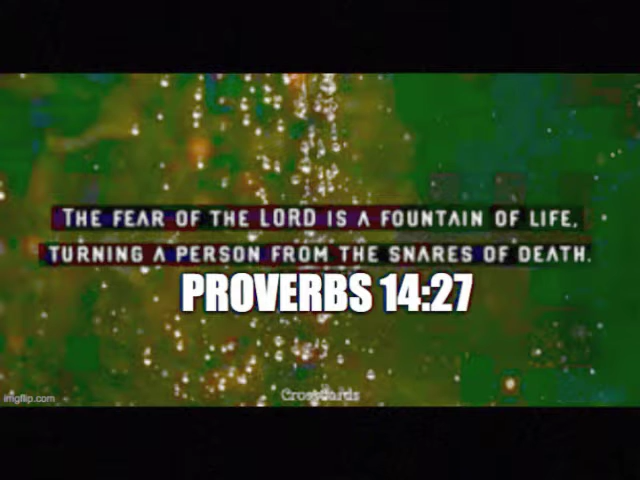 THE FEAR OF THE LORD IS A FOUNTAIN OF LIFE,
TURNING A PERSON FROM THE SNARES OF DEATH.
PROVERBS 14:27
CrossCards
imgflip.com